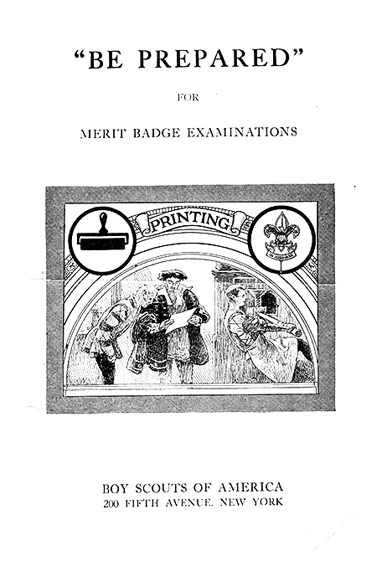 “BE PREPARED”
FOR
MERIT BADGE EXAMINATIONS
PRINTING
BOY SCOUTS OF AMERICA
200 FIFTH AVENUE, NEW YORK